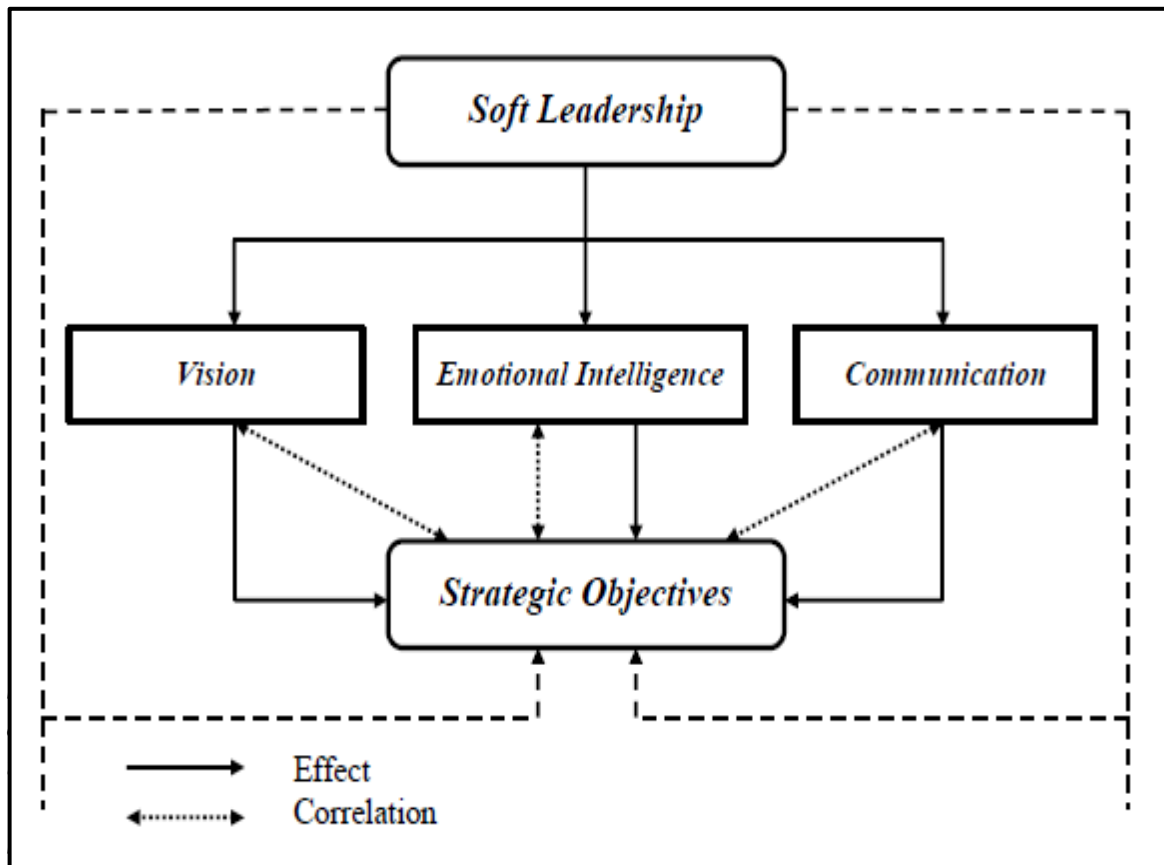 Soft Leadership
Vision
Emotional Intelligence
Communication
Strategic Objectives
Effect
Correlation